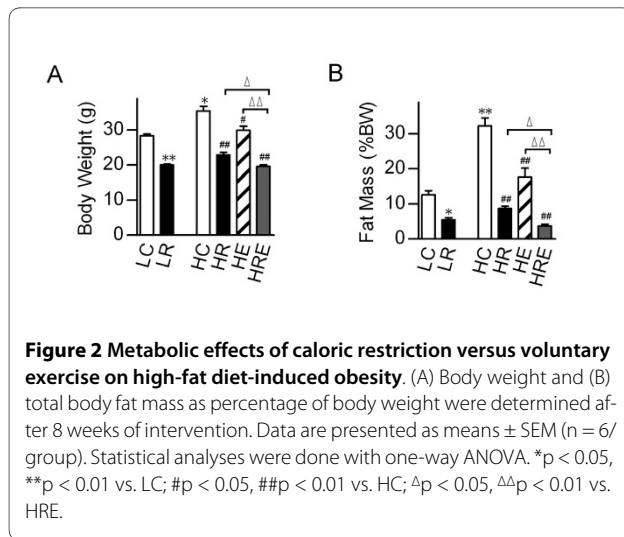 A
B
Body Weight (g)
30
20
10
0
*
**
##
#
##
Δ
ΔΔ
LC
LR
HC
HR
HE
HRE
Fat Mass (%BW)
30
20
10
0
*
**
##
##
##
Δ
ΔΔ
LC
LR
HC
HR
HE
HRE
Figure 2 Metabolic effects of caloric restriction versus voluntary
exercise on high-fat diet-induced obesity. (A) Body weight and (B)
total body fat mass as percentage of body weight were determined af-
ter 8 weeks of intervention. Data are presented as means ± SEM (n = 6/
group). Statistical analyses were done with one-way ANOVA. *p < 0.05,
**p < 0.01 vs. LC; #p < 0.05, ##p < 0.01 vs. HC; Δp < 0.05, ΔΔp < 0.01 vs.
HRE.